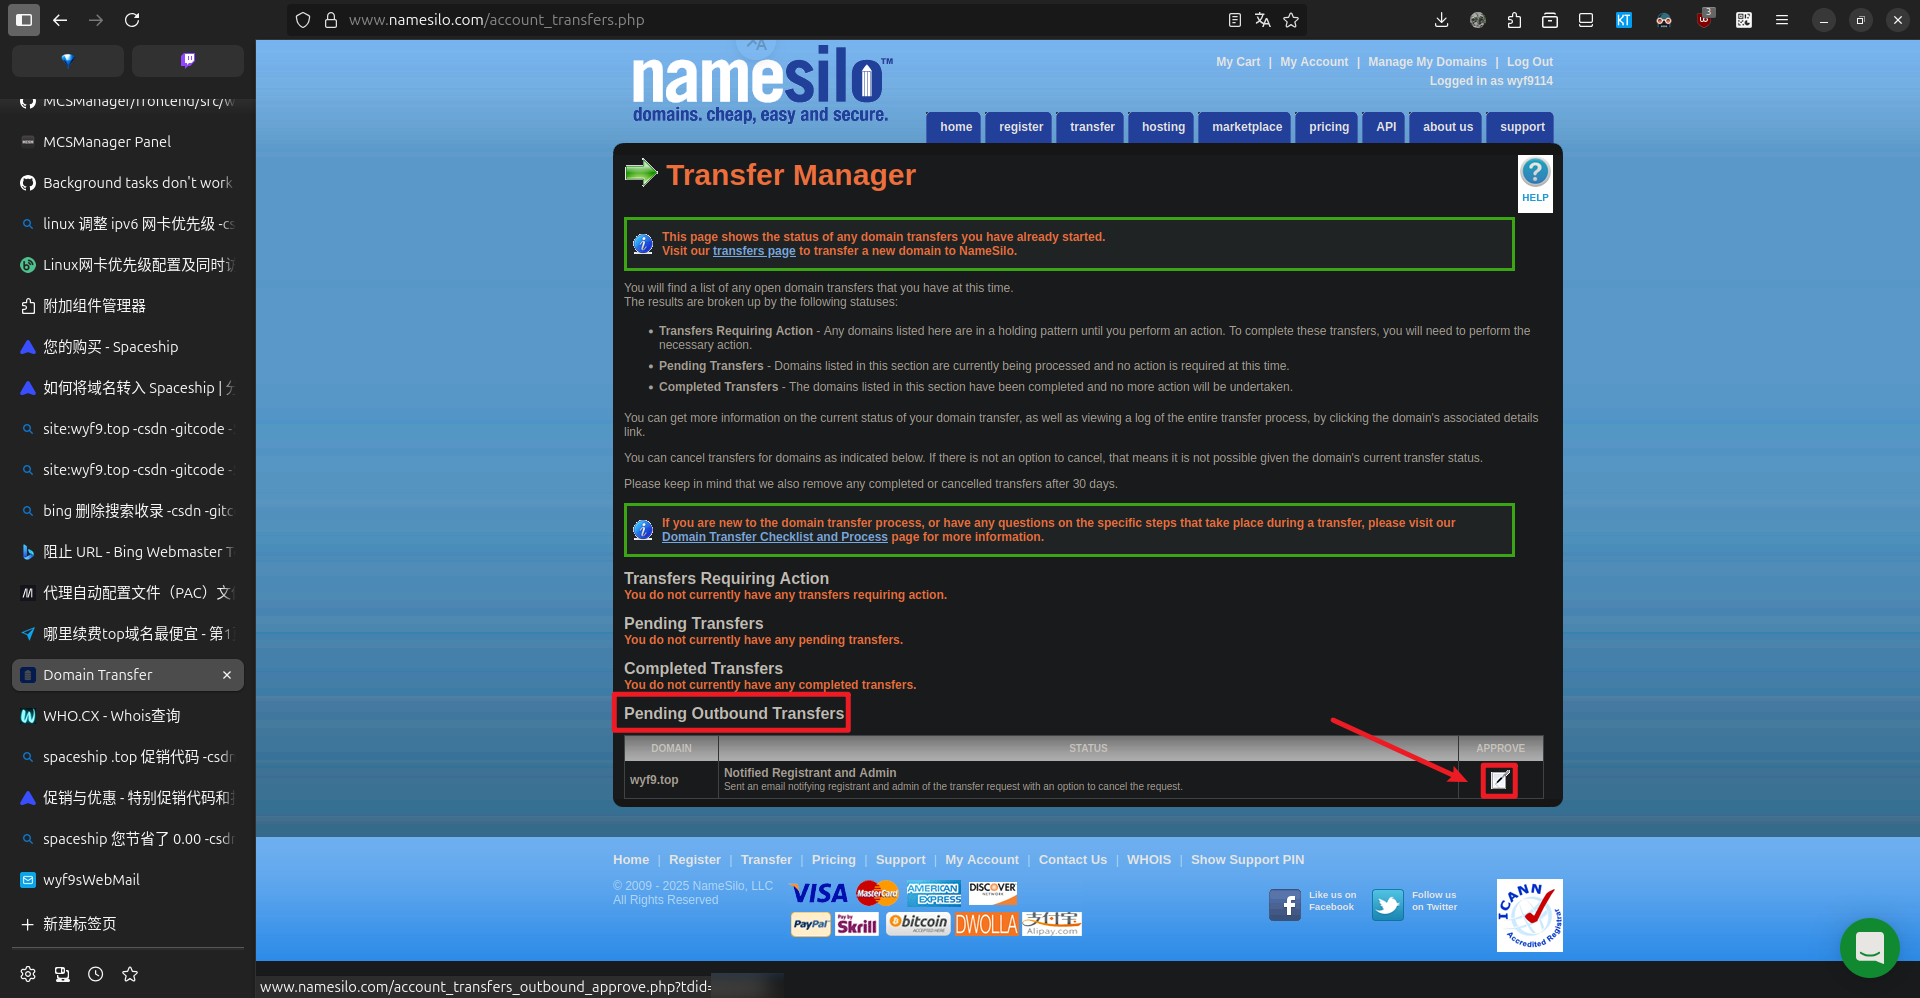 www.namesilo.com/account_transfers.php
3
MCSManager/frontend/src/w
MCSManager Panel
Background tasks don't work
linux 调整 ipv6 网卡优先级 -cs
Linux网卡优先级配置及同时
附加组件管理器
您的购买 - Spaceship
如何将域名转入 Spaceship |
site:wyf9.top -csdn -gitcode -
site:wyf9.top -csdn -gitcode -
bing 删除搜索收录 -csdn -gitc
阻止 URL - Bing Webmaster T
代理自动配置文件（PAC）文
哪里续费top域名最便宜 - 第1
Domain Transfer
WHO.CX - Whois查询
spaceship .top 促销代码 -csdn
促销与优惠 - 特别促销代码和
spaceship 您节省了 0.00 -csdn
wyf9sWebMail
新建标签页
namesilo™
domains. cheap, easy and secure.
My Cart | My Account | Manage My Domains | Log Out
Logged in as wyf9114
home register transfer hosting marketplace pricing API about us support
Transfer Manager
HELP
This page shows the status of any domain transfers you have already started.
Visit our transfers page to transfer a new domain to NameSilo.
You will find a list of any open domain transfers that you have at this time.
The results are broken up by the following statuses:
• Transfers Requiring Action - Any domains listed here are in a holding pattern until you perform an action. To complete these transfers, you will need to perform the
necessary action.
• Pending Transfers - Domains listed in this section are currently being processed and no action is required at this time.
• Completed Transfers - The domains listed in this section have been completed and no more action will be undertaken.
You can get more information on the current status of your domain transfer, as well as viewing a log of the entire transfer process, by clicking the domain's associated details
link.
You can cancel transfers for domains as indicated below. If there is not an option to cancel, that means it is not possible given the domain's current transfer status.
Please keep in mind that we also remove any completed or cancelled transfers after 30 days.
If you are new to the domain transfer process, or have any questions on the specific steps that take place during a transfer, please visit our
Domain Transfer Checklist and Process page for more information.
Transfers Requiring Action
You do not currently have any transfers requiring action.
Pending Transfers
You do not currently have any pending transfers.
Completed Transfers
You do not currently have any completed transfers.
Pending Outbound Transfers
DOMAIN STATUS APPROVE
wyf9.top
Notified Registrant and Admin
Sent an email notifying registrant and admin of the transfer request with an option to cancel the request.
Home | Register | Transfer | Pricing | Support | My Account | Contact Us | WHOIS | Show Support PIN
© 2009 - 2025 NameSilo, LLC
All Rights Reserved
VISA MasterCard AMERICAN EXPRESS DISCOVER NETWORK
PayPal Pay by Skrill bitcoin ACCEPTED HERE DWOLLA 支付宝 Alipay.com
Like us on
Facebook
Follow us
on Twitter
ICANN
Accredited Registrar
www.namesilo.com/account_transfers_outbound_approve.php?tdid=